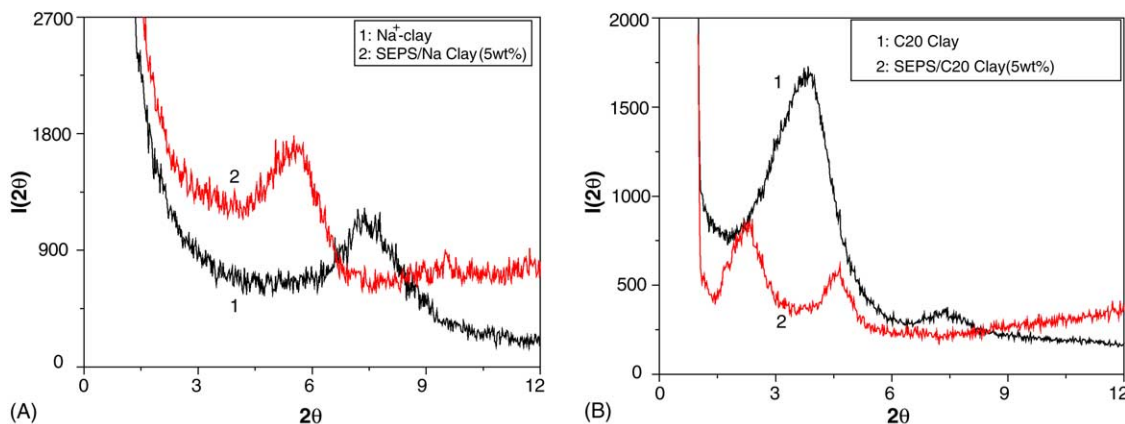 2700
1800
900
0
0
3
6
9
12
I(2θ)
2θ
1: Na+-clay
2: SEPS/Na Clay(5wt%)
2
1
(A)
2000
1500
1000
500
0
0
3
6
9
12
I(2θ)
2θ
1: C20 Clay
2: SEPS/C20 Clay(5wt%)
1
2
(B)